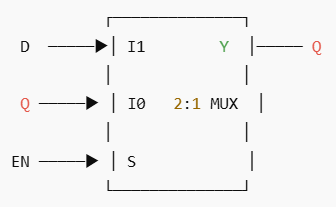 D I1 Y Q
Q I0 2:1 MUX
EN S